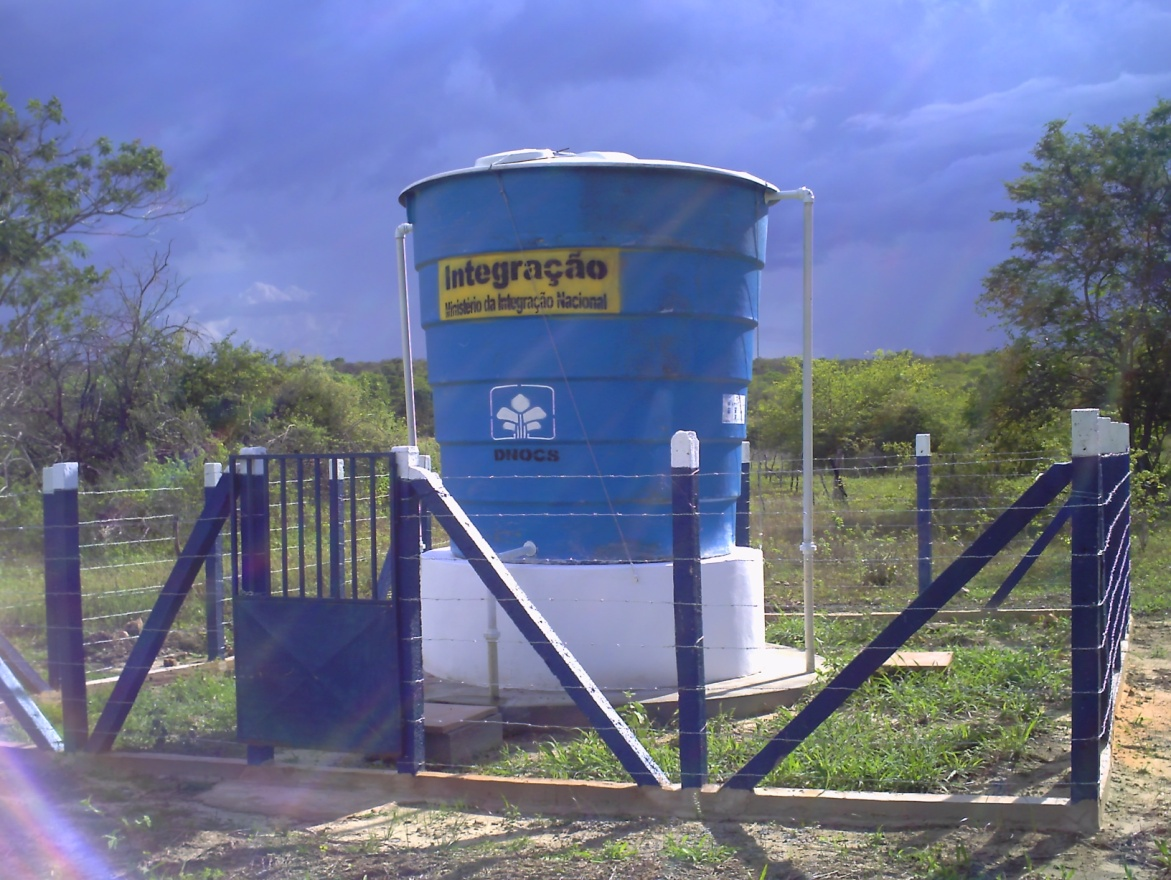 Integração
Ministério da Integração Nacional
DNOCS